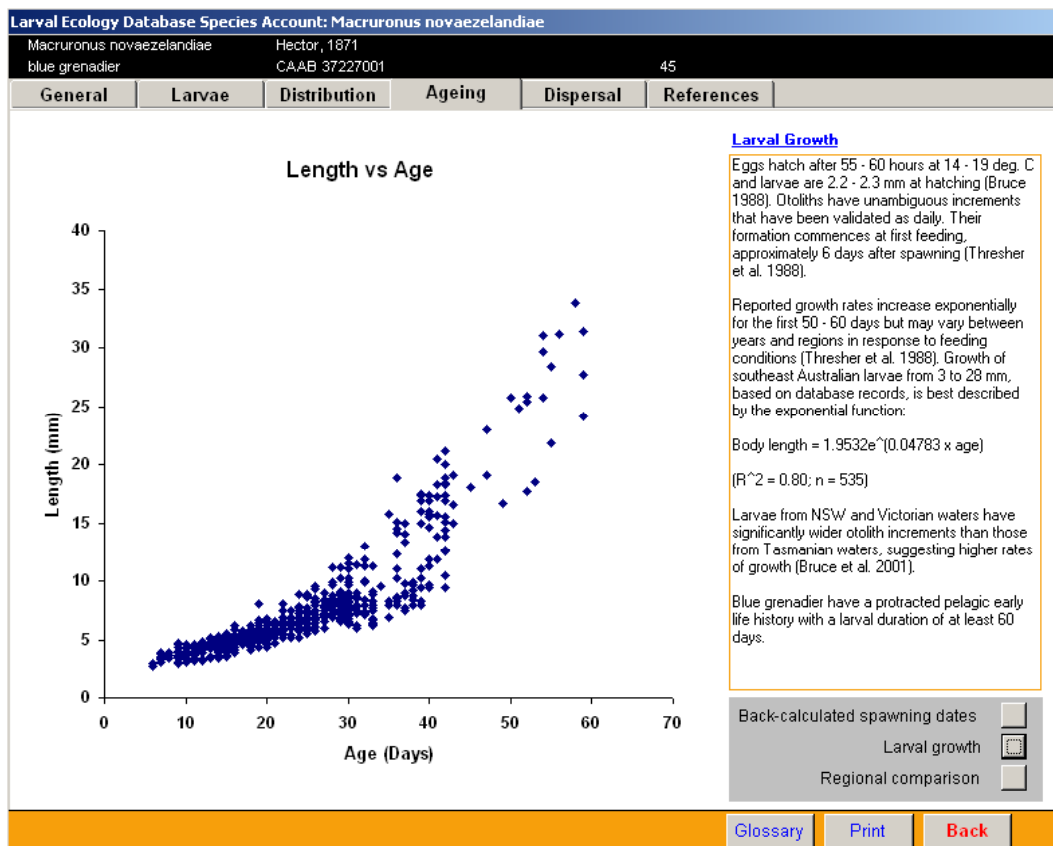 Larval Ecology Database Species Account: Macruronus novaezelandiae
Macruronus novaezelandiae Hector, 1871
blue grenadier CAAB 37227001 45
General Larvae Distribution Ageing Dispersal References
Length vs Age
40
35
30
25
20
15
10
5
0
Length (mm)
0 10 20 30 40 50 60 70
Age (Days)
Larval Growth
Eggs hatch after 55 - 60 hours at 14 - 19 deg. C
and larvae are 2.2 - 2.3 mm at hatching (Bruce
1988). Otoliths have unambiguous increments
that have been validated as daily. Their
formation commences at first feeding,
approximately 6 days after spawning (Thresher
et al. 1988).
Reported growth rates increase exponentially
for the first 50 - 60 days but may vary between
years and regions in response to feeding
conditions (Thresher et al. 1988). Growth of
southeast Australian larvae from 3 to 28 mm,
based on database records, is best described
by the exponential function:
Body length = 1.9532e^(0.04783 x age)
(R^2 = 0.80; n = 535)
Larvae from NSW and Victorian waters have
significantly wider otolith increments than those
from Tasmanian waters, suggesting higher rates
of growth (Bruce et al. 2001).
Blue grenadier have a protracted pelagic early
life history with a larval duration of at least 60
days.
Back-calculated spawning dates
Larval growth
Regional comparison
Glossary Print Back